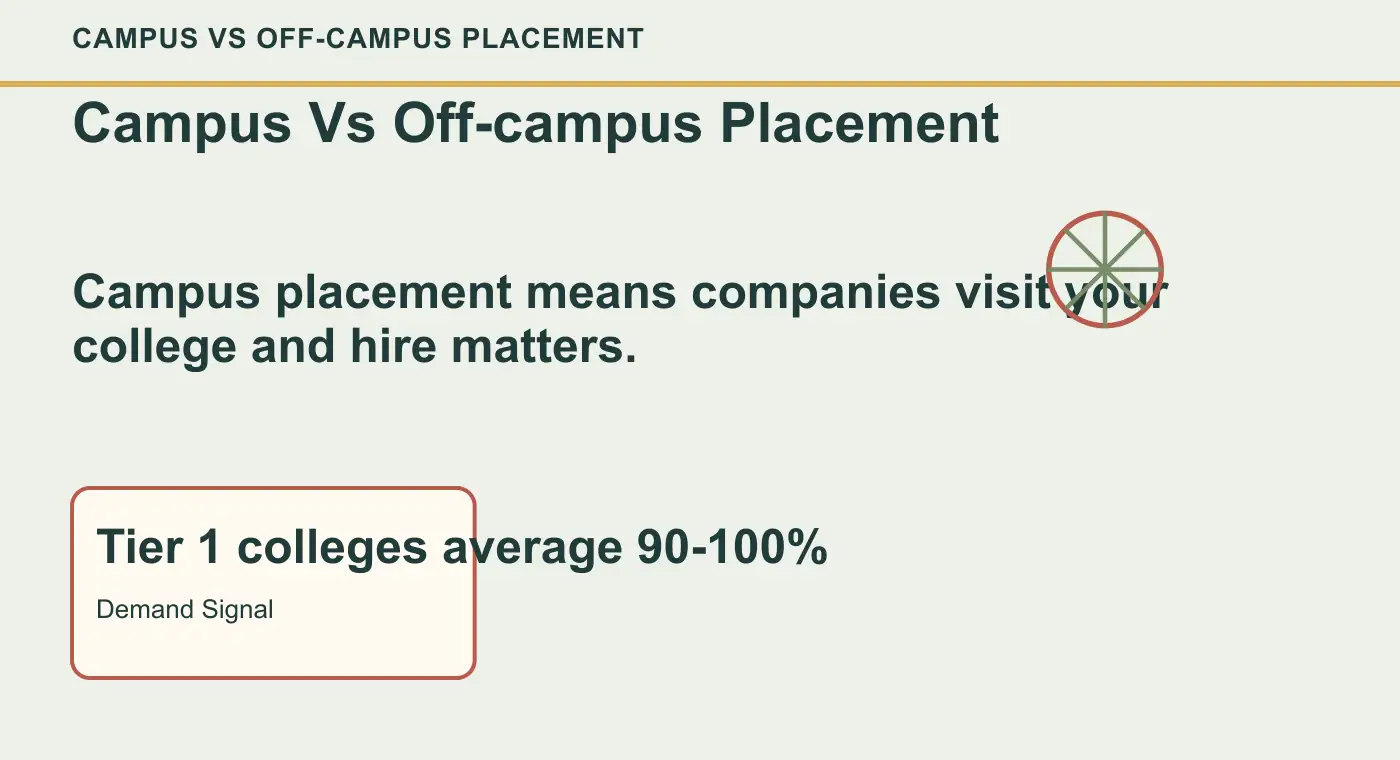 CAMPUS VS OFF-CAMPUS PLACEMENT
Campus Vs Off-campus Placement
Campus placement means companies visit your
college and hire matters.
Tier 1 colleges average 90-100%
Demand Signal